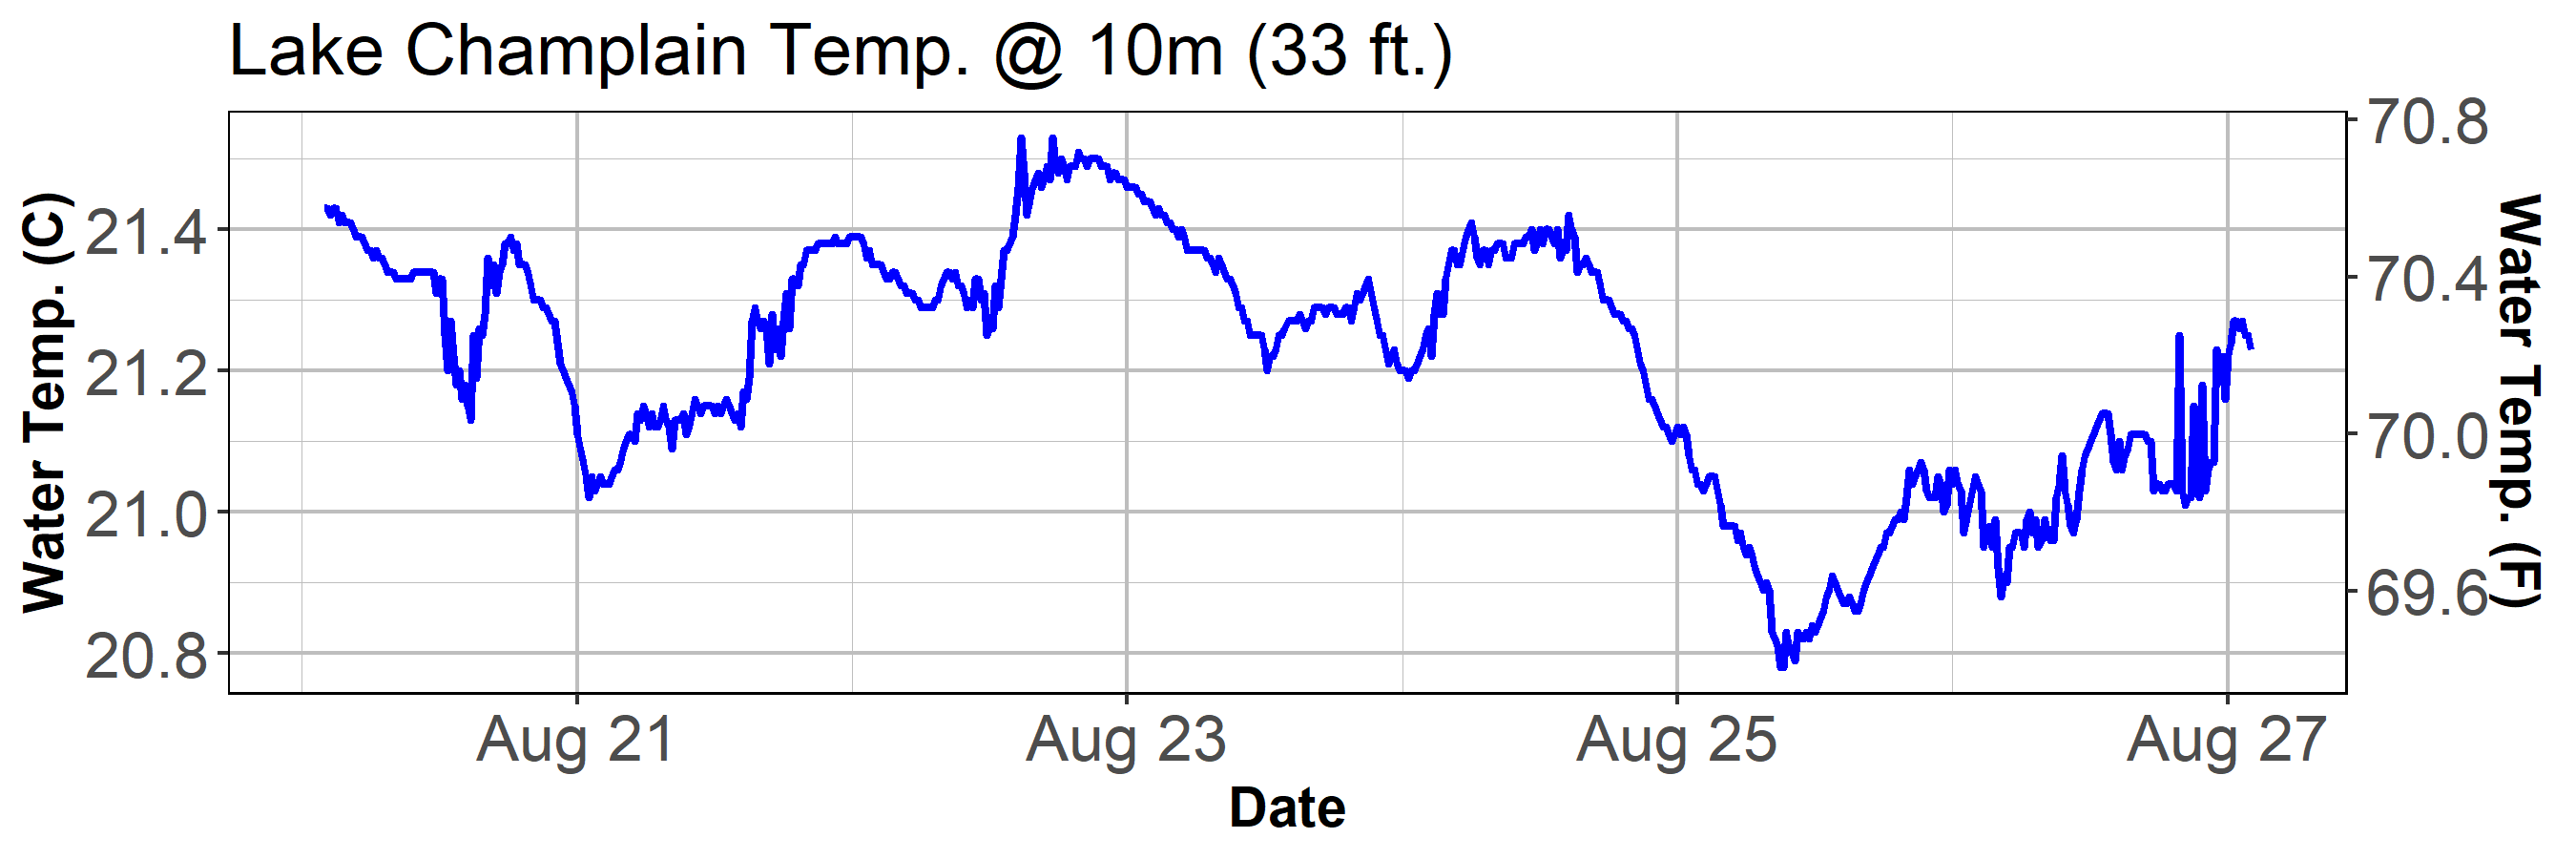 Lake Champlain Temp. @ 10m (33 ft.)
Water Temp. (C)
21.4
21.2
21.0
20.8
70.8
70.4
70.0
69.6
Water Temp. (F)
Aug 21
Aug 23
Aug 25
Aug 27
Date